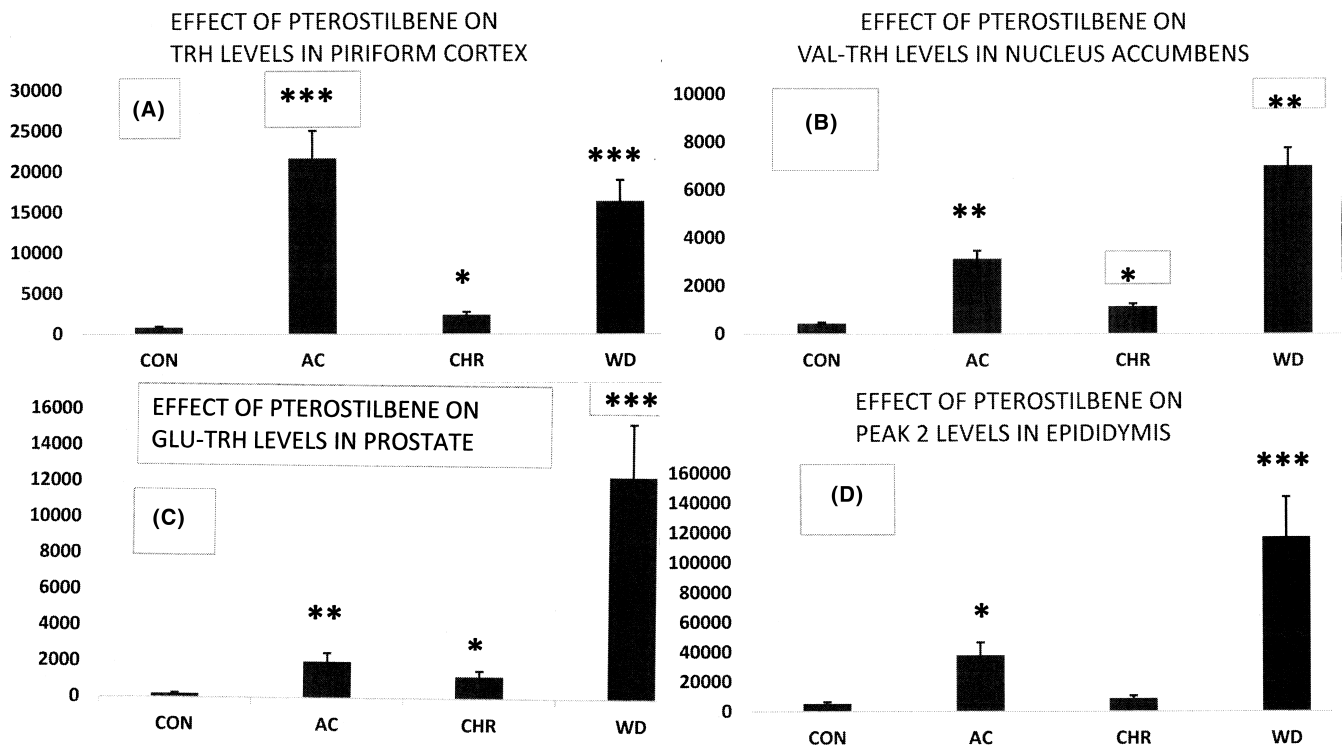 EFFECT OF PTEROSTILBENE ON
TRH LEVELS IN PIRIFORM CORTEX
(A)
30000
25000
20000
15000
10000
5000
0
***
*
***
CON AC CHR WD
EFFECT OF PTEROSTILBENE ON
VAL-TRH LEVELS IN NUCLEUS ACCUMBENS
(B)
10000
8000
6000
4000
2000
0
**
*
**
CON AC CHR WD
EFFECT OF PTEROSTILBENE ON
GLU-TRH LEVELS IN PROSTATE
(C)
16000
14000
12000
10000
8000
6000
4000
2000
0
**
*
***
CON AC CHR WD
EFFECT OF PTEROSTILBENE ON
PEAK 2 LEVELS IN EPIDIDYMIS
(D)
160000
140000
120000
100000
80000
60000
40000
20000
0
*
***
CON AC CHR WD